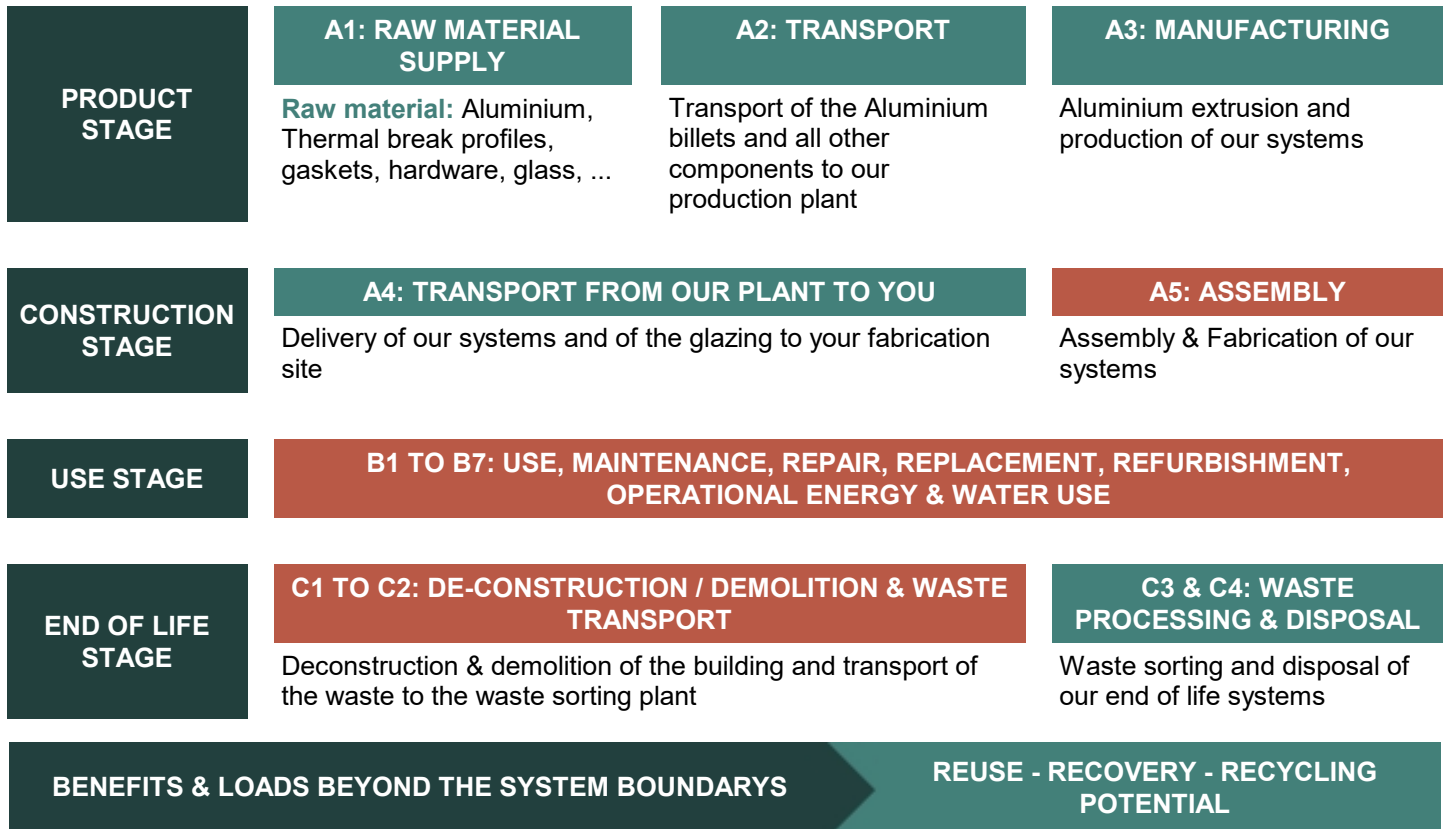 PRODUCT
STAGE
A1: RAW MATERIAL
SUPPLY
Raw material: Aluminium,
Thermal break profiles,
gaskets, hardware, glass, ...
A2: TRANSPORT
Transport of the Aluminium
billets and all other
components to our
production plant
A3: MANUFACTURING
Aluminium extrusion and
production of our systems
CONSTRUCTION
STAGE
A4: TRANSPORT FROM OUR PLANT TO YOU
Delivery of our systems and of the glazing to your fabrication
site
A5: ASSEMBLY
Assembly & Fabrication of our
systems
USE STAGE
B1 TO B7: USE, MAINTENANCE, REPAIR, REPLACEMENT, REFURBISHMENT,
OPERATIONAL ENERGY & WATER USE
END OF LIFE
STAGE
C1 TO C2: DE-CONSTRUCTION / DEMOLITION & WASTE
TRANSPORT
Deconstruction & demolition of the building and transport of
the waste to the waste sorting plant
C3 & C4: WASTE
PROCESSING & DISPOSAL
Waste sorting and disposal of
our end of life systems
BENEFITS & LOADS BEYOND THE SYSTEM BOUNDARYS
REUSE - RECOVERY - RECYCLING
POTENTIAL